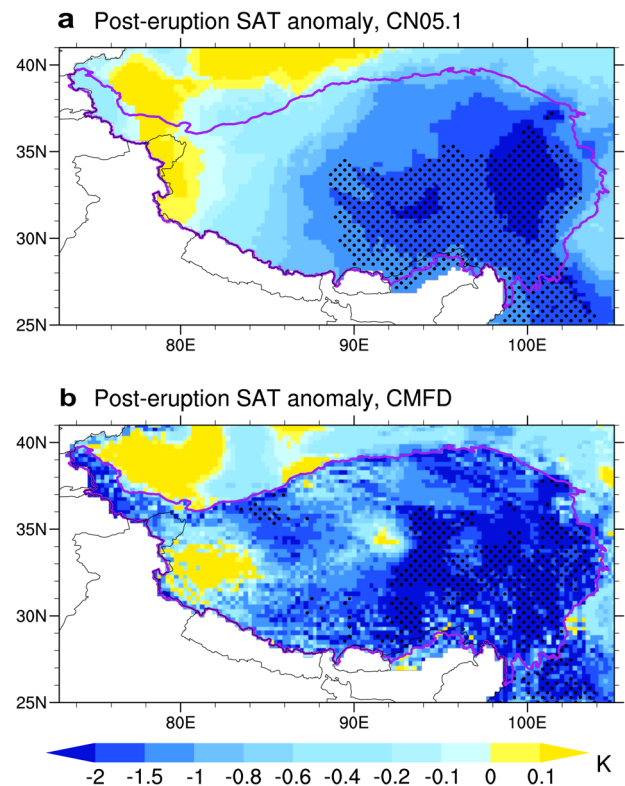 a Post-eruption SAT anomaly, CN05.1
40N
35N
30N
25N
80E 90E 100E
b Post-eruption SAT anomaly, CMFD
40N
35N
30N
25N
80E 90E 100E
K
-2 -1.5 -1 -0.8 -0.6 -0.4 -0.2 -0.1 0 0.1